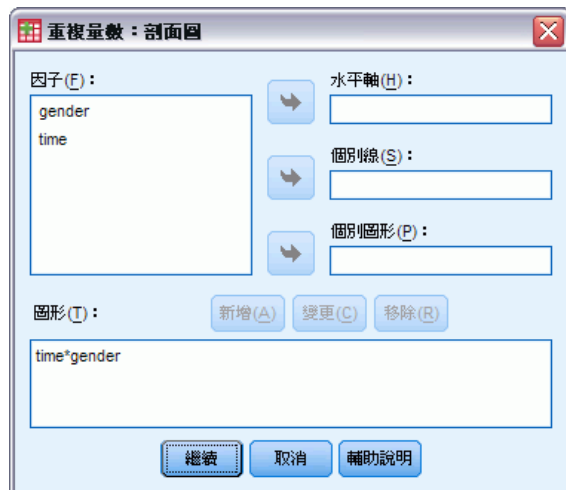 重複量數：剖面圖
因子(F)：
gender
time
水平軸(H)：
個別線(S)：
個別圖形(P)：
圖形(T)：
新增(A)
變更(C)
移除(R)
time*gender
繼續
取消
輔助說明